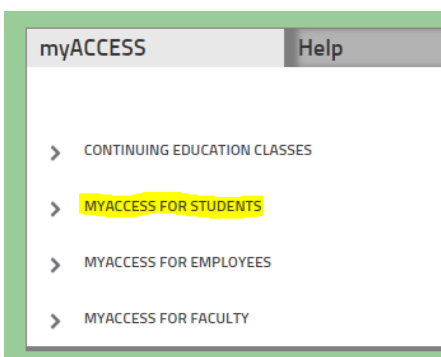 myACCESS Help
CONTINUING EDUCATION CLASSES
MYACCESS FOR STUDENTS
MYACCESS FOR EMPLOYEES
MYACCESS FOR FACULTY